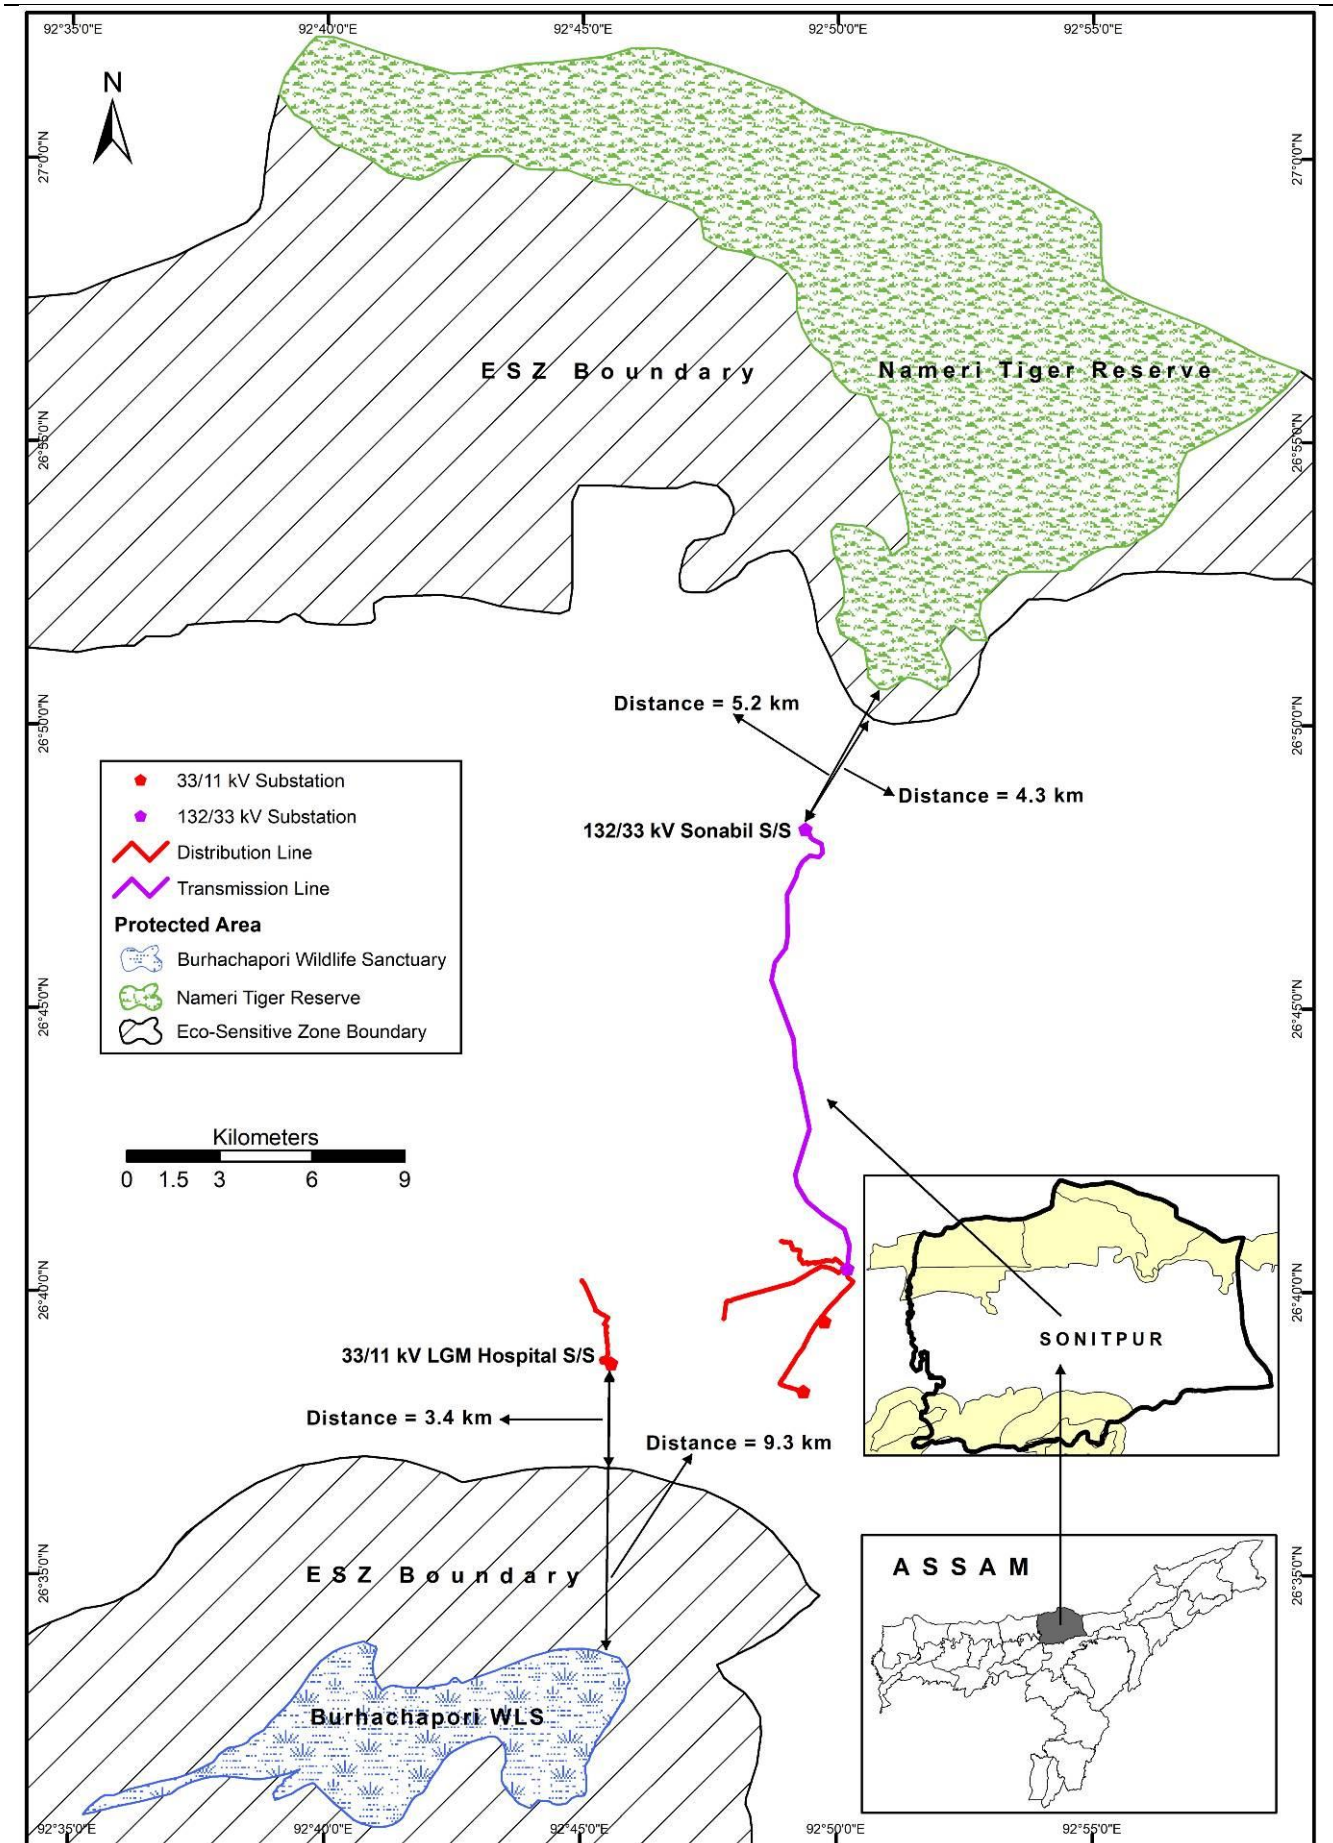 92°35'0"E
92°40'0"E
92°45'0"E
92°50'0"E
92°55'0"E
N
27°0'0"N
27°0'0"N
ESZ Boundary
Nameri Tiger Reserve
26°55'0"N
26°55'0"N
Distance = 5.2 km
26°50'0"N
26°50'0"N
Distance = 4.3 km
132/33 kV Sonabil S/S
33/11 kV Substation
132/33 kV Substation
Distribution Line
Transmission Line
Protected Area
Burhachapori Wildlife Sanctuary
Nameri Tiger Reserve
Eco-Sensitive Zone Boundary
26°45'0"N
26°45'0"N
Kilometers
0 1.5 3 6 9
26°40'0"N
26°40'0"N
SONITPUR
33/11 kV LGM Hospital S/S
Distance = 3.4 km
Distance = 9.3 km
ESZ Boundary
26°35'0"N
26°35'0"N
ASSAM
Burhachapori WLS
92°35'0"E
92°40'0"E
92°45'0"E
92°50'0"E
92°55'0"E